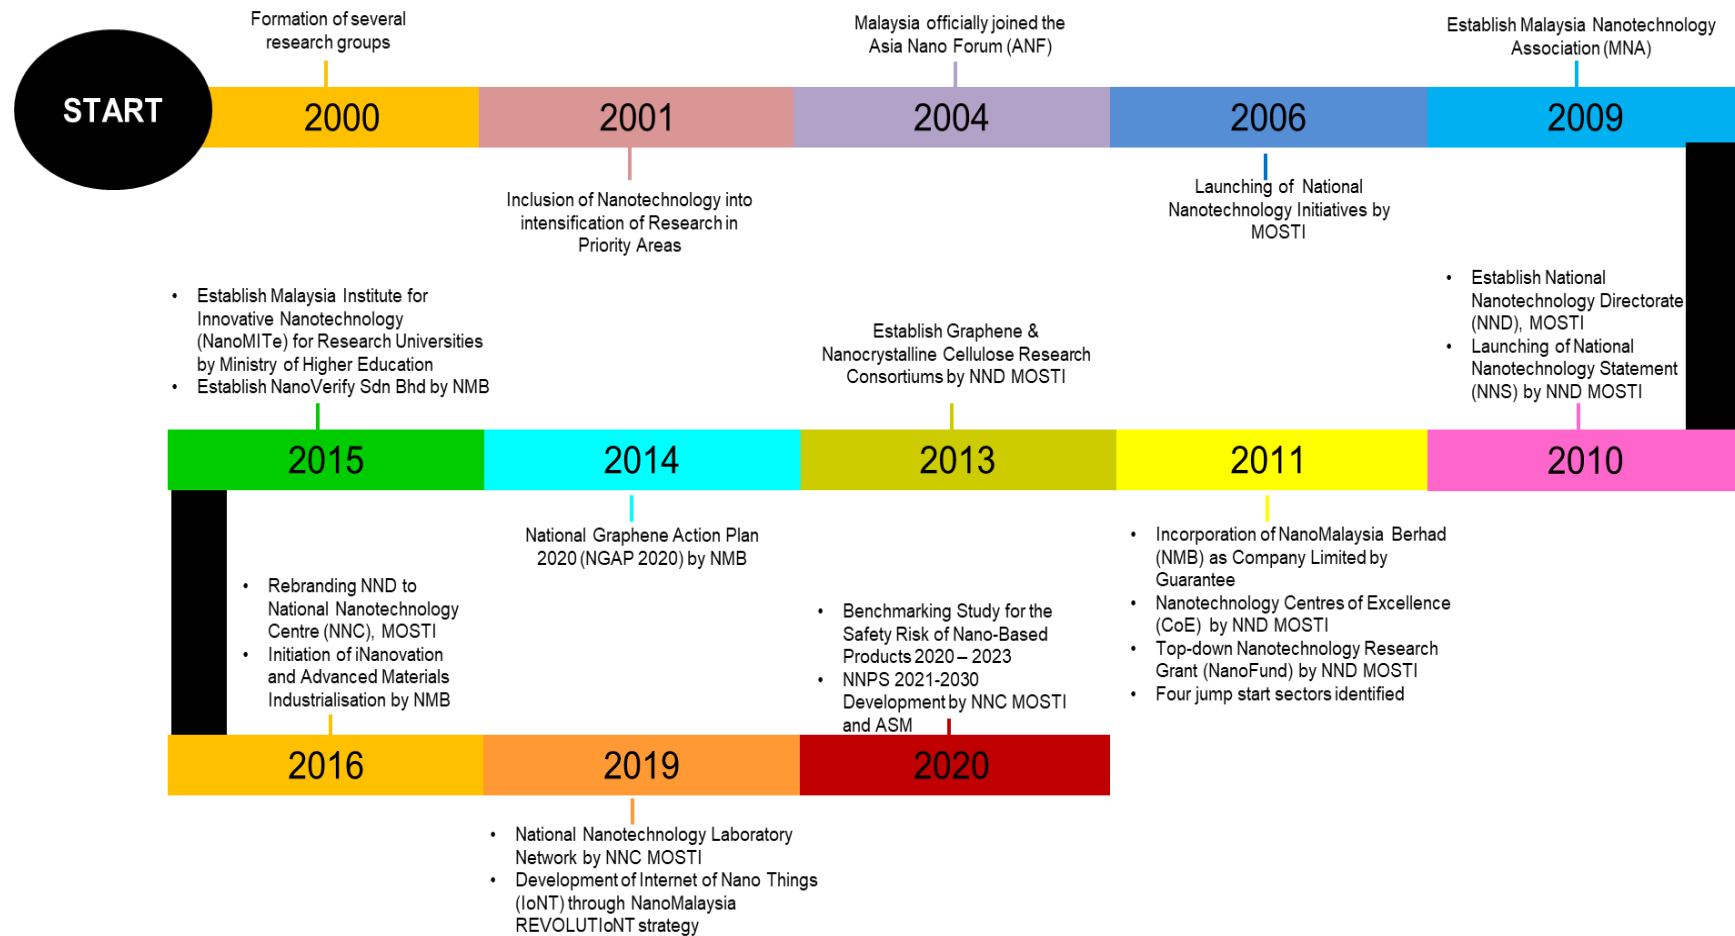 START
Formation of several
research groups
2000
2001
Inclusion of Nanotechnology into
intensification of Research in
Priority Areas
Malaysia officially joined the
Asia Nano Forum (ANF)
2004
2006
Launching of National
Nanotechnology Initiatives by
MOSTI
Establish Malaysia Nanotechnology
Association (MNA)
2009
• Establish National
Nanotechnology Directorate
(NND), MOSTI
• Launching of National
Nanotechnology Statement
(NNS) by NND MOSTI
2010
2011
• Incorporation of NanoMalaysia Berhad
(NMB) as Company Limited by
Guarantee
• Nanotechnology Centres of Excellence
(CoE) by NND MOSTI
• Top-down Nanotechnology Research
Grant (NanoFund) by NND MOSTI
• Four jump start sectors identified
Establish Graphene &
Nanocrystalline Cellulose Research
Consortiums by NND MOSTI
2013
2014
National Graphene Action Plan
2020 (NGAP 2020) by NMB
• Establish Malaysia Institute for
Innovative Nanotechnology
(NanoMITe) for Research Universities
by Ministry of Higher Education
• Establish NanoVerify Sdn Bhd by NMB
2015
• Rebranding NND to
National Nanotechnology
Centre (NNC), MOSTI
• Initiation of iNanovation
and Advanced Materials
Industrialisation by NMB
2016
2019
• National Nanotechnology Laboratory
Network by NNC MOSTI
• Development of Internet of Nano Things
(IoNT) through NanoMalaysia
REVOLUTIoNT strategy
• Benchmarking Study for the
Safety Risk of Nano-Based
Products 2020 – 2023
• NNPS 2021-2030
Development by NNC MOSTI
and ASM
2020